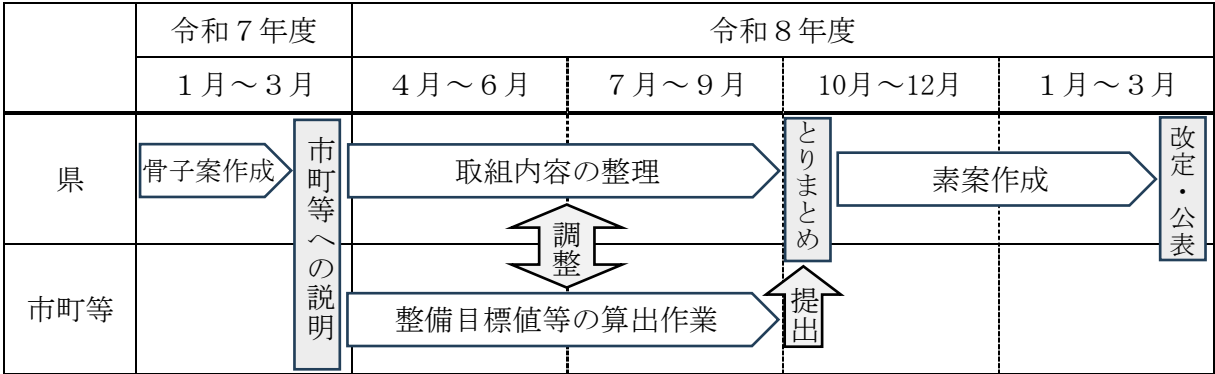 令和７年度
令和８年度
１月～３月
４月～６月
７月～９月
10月～12月
１月～３月
県
骨子案作成
市町等への説明
取組内容の整理
とりまとめ
素案作成
改定・公表
調整
市町等
整備目標値等の算出作業
提出